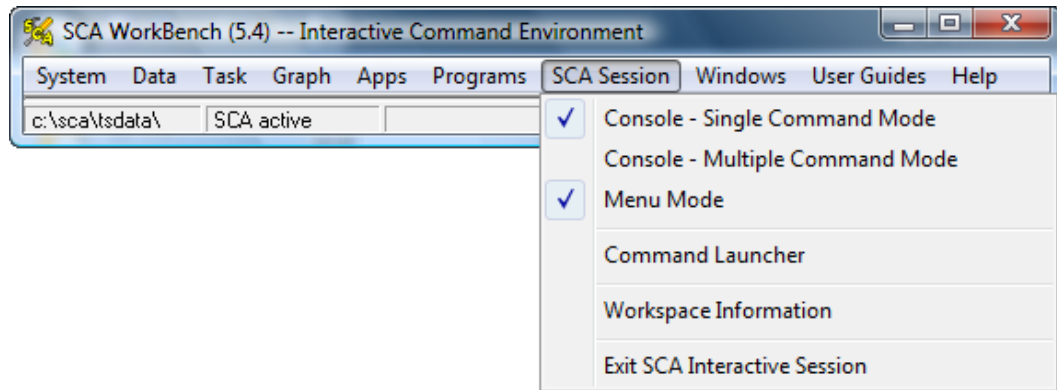 SCA WorkBench (5.4) -- Interactive Command Environment
System Data Task Graph Apps Programs SCA Session Windows User Guides Help
c:\sca\tsdata\ SCA active
Console - Single Command Mode
Console - Multiple Command Mode
Menu Mode
Command Launcher
Workspace Information
Exit SCA Interactive Session